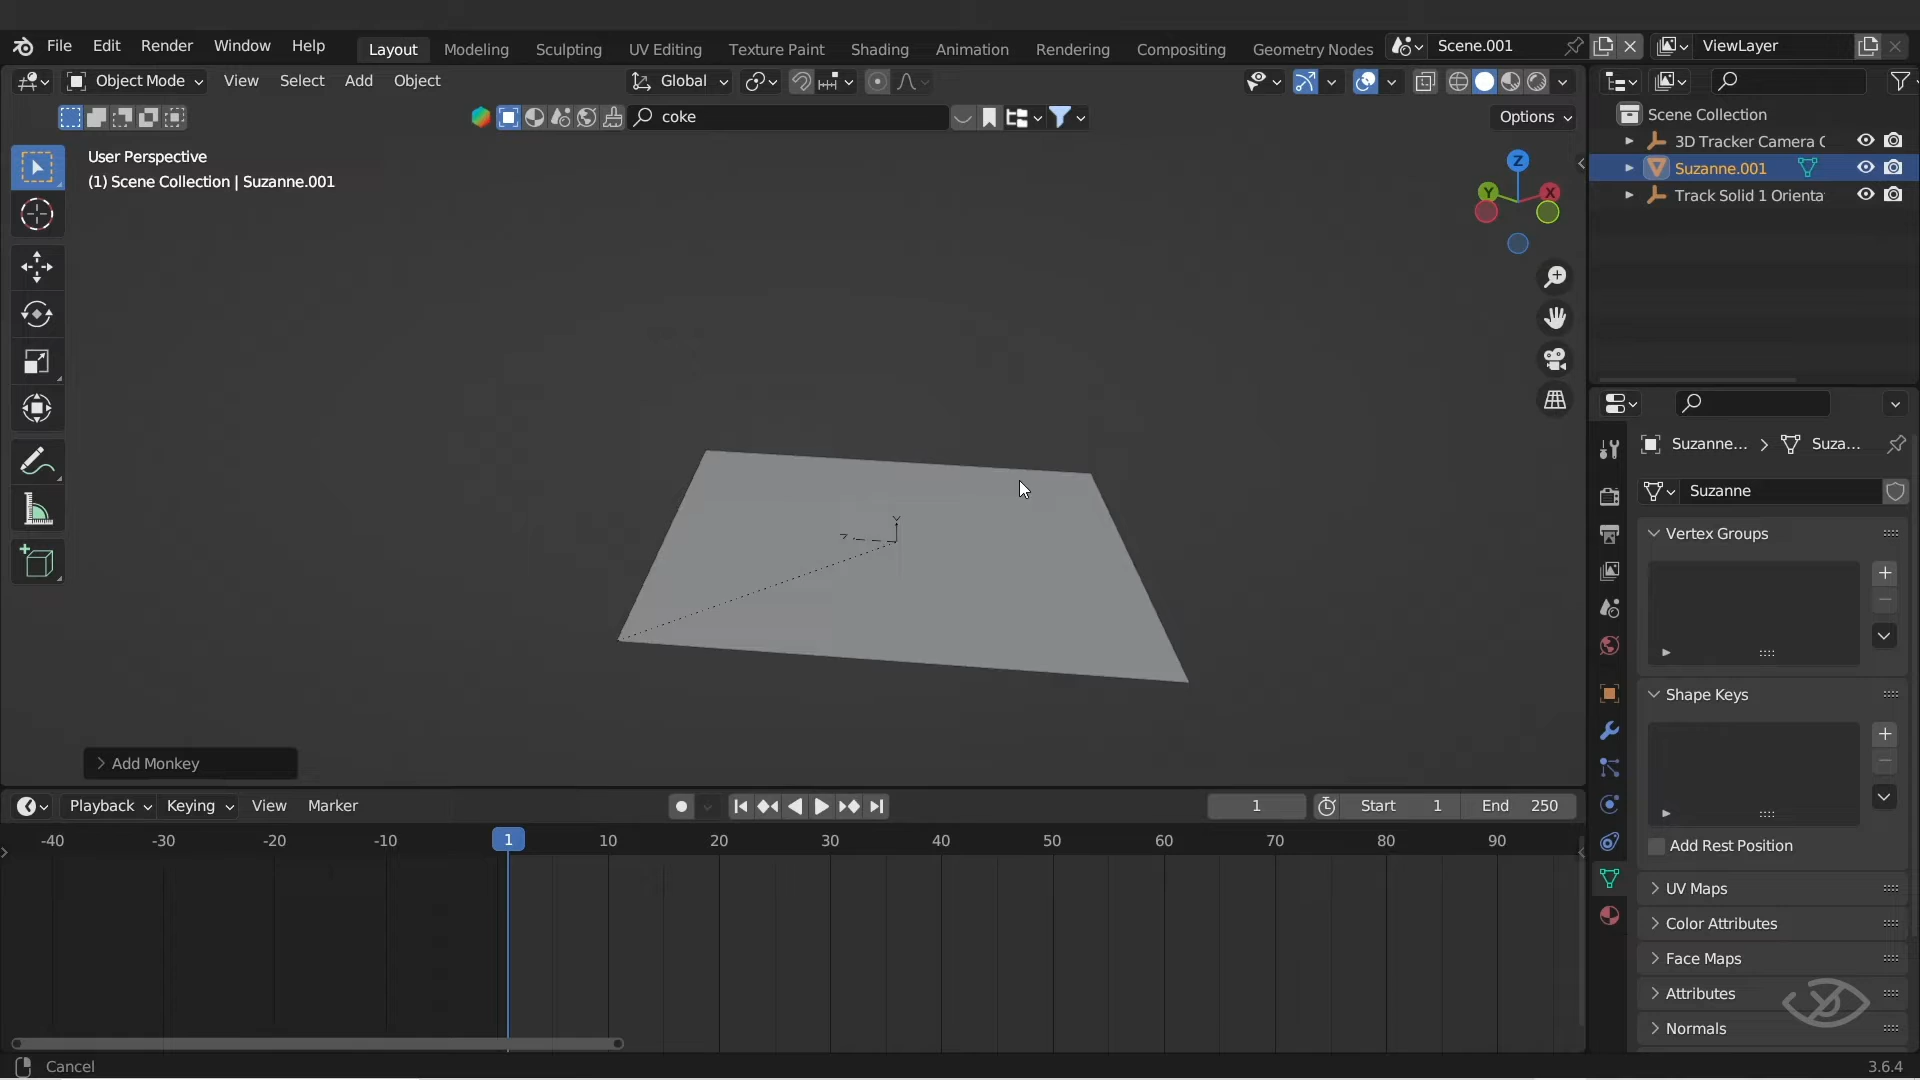 File Edit Render Window Help Layout Modeling Sculpting UV Editing Texture Paint Shading Animation Rendering Compositing Geometry Nodes Scene.001 ViewLayer
Object Mode View Select Add Object Global
coke Options
User Perspective
(1) Scene Collection | Suzanne.001
Z
Y X
Add Monkey
Scene Collection
3D Tracker Camera
Suzanne.001
Track Solid 1 Orienta
Suzanne... > Suza...
Suzanne
Vertex Groups
Shape Keys
Add Rest Position
UV Maps
Color Attributes
Face Maps
Attributes
Normals
Playback Keying View Marker 1 Start 1 End 250
-40 -30 -20 -10 1 10 20 30 40 50 60 70 80 90
Cancel 3.6.4